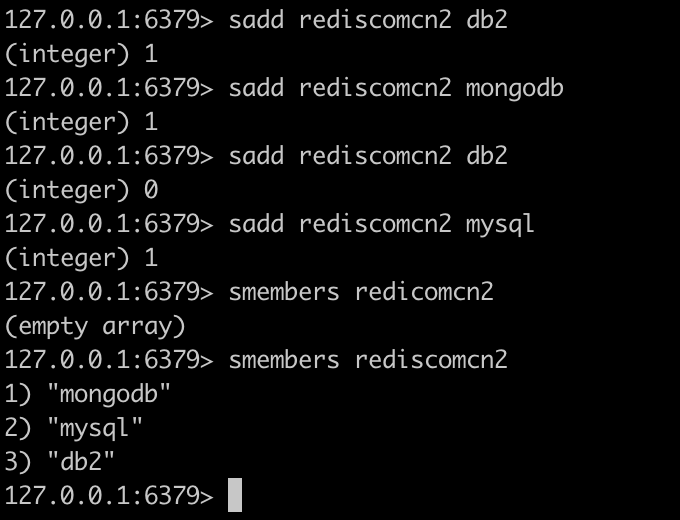 127.0.0.1:6379> sadd rediscomcn2 db2
(integer) 1
127.0.0.1:6379> sadd rediscomcn2 mongodb
(integer) 1
127.0.0.1:6379> sadd rediscomcn2 db2
(integer) 0
127.0.0.1:6379> sadd rediscomcn2 mysql
(integer) 1
127.0.0.1:6379> smembers redicomcn2
(empty array)
127.0.0.1:6379> smembers rediscomcn2
1) "mongodb"
2) "mysql"
3) "db2"
127.0.0.1:6379>